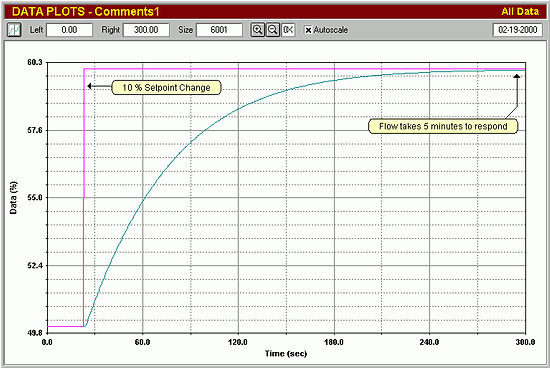 DATA PLOTS - Comments1 All Data
Left 0.00 Right 300.00 Size 6001 Autoscale 02-19-2000
60.3
10 % Setpoint Change
Flow takes 5 minutes to respond
57.6
55.0
Data (%)
52.4
49.8
0.0 60.0 120.0 180.0 240.0 300.0
Time (sec)